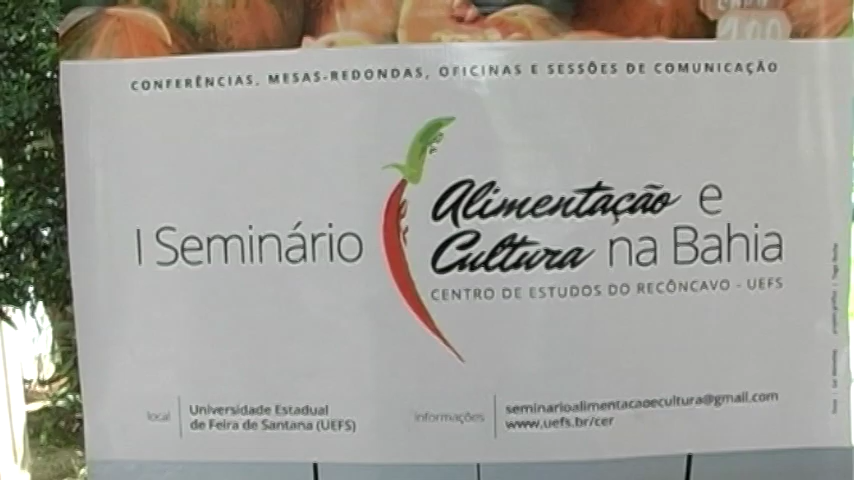 CONFERÊNCIAS, MESAS-REDONDAS, OFICINAS E SESSÕES DE COMUNICAÇÃO
I Seminário
Alimentação e
Cultura na Bahia
CENTRO DE ESTUDOS DO RECÔNCAVO - UEFS
local
Universidade Estadual
de Feira de Santana (UEFS)
informações
seminarioalimentacaoecultura@gmail.com
www.uefs.br/cer